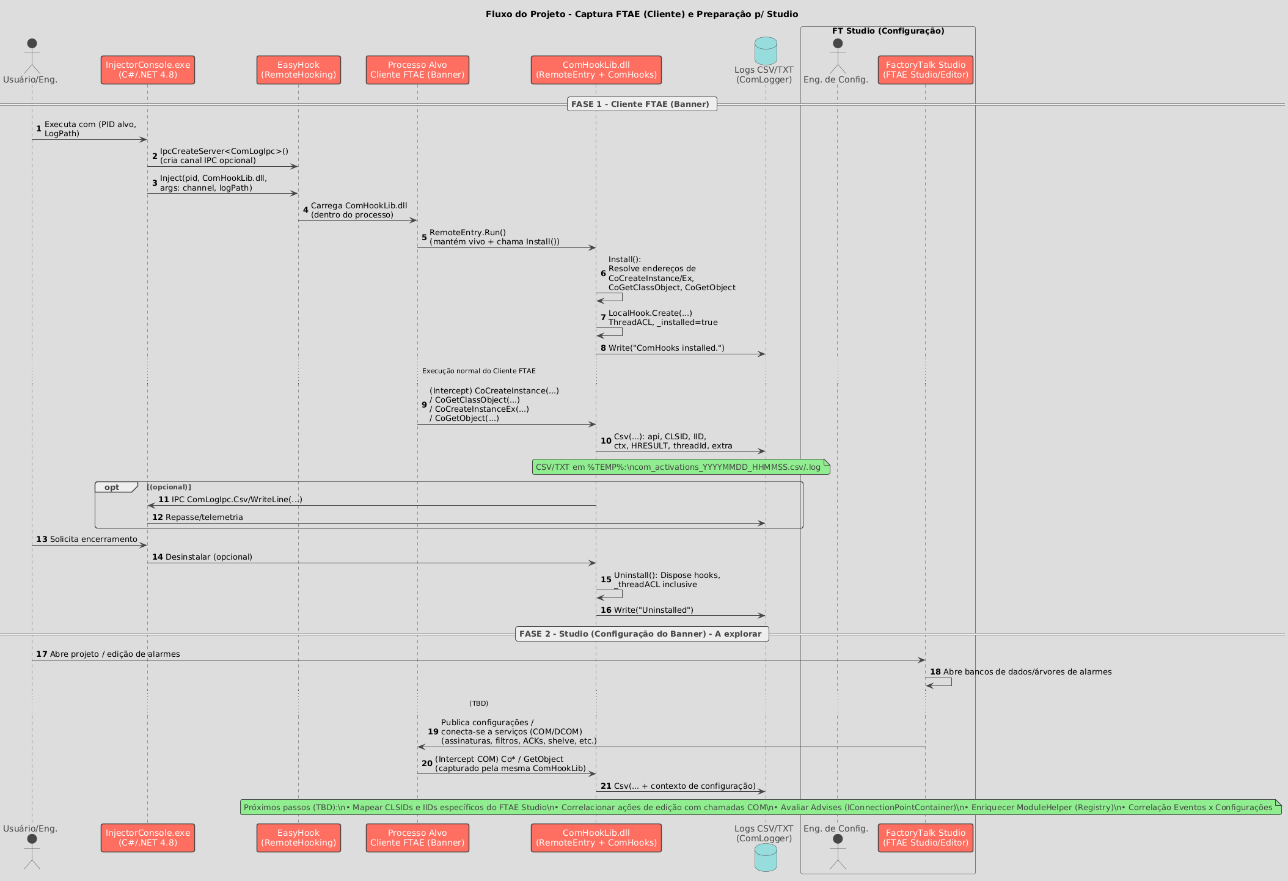 Fluxo do Projeto - Captura FTAE (Cliente) e Preparação p/ Studio
FT Studio (Configuração)
Usuário/Eng.
InjectorConsole.exe
(C#/.NET 4.8)
EasyHook
(RemoteHooking)
Processo Alvo
Cliente FTAE (Banner)
ComHookLib.dll
(RemoteEntry + ComHooks)
Logs CSV/TXT
(ComLogger)
Eng. de Config.
FactoryTalk Studio
(FTAE Studio/Editor)
FASE 1 - Cliente FTAE (Banner)
1 Executa com (PID alvo,
LogPath)
2 IpcCreateServer<ComLogIpc>()
(cria canal IPC opcional)
3 Inject(pid, ComHookLib.dll,
args: channel, logPath)
4 Carrega ComHookLib.dll
(dentro do processo)
5 RemoteEntry.Run()
(mantém vivo + chama Install())
6 Install():
Resolve endereços de
CoCreateInstance/Ex,
CoGetClassObject, CoGetObject
7 LocalHook.Create(...)
ThreadACL, _installed=true
8 Write("ComHooks installed.")
Execução normal do Cliente FTAE
9 (Intercept) CoCreateInstance(...)
/ CoGetClassObject(...)
/ CoCreateInstanceEx(...)
/ CoGetObject(...)
10 Csv(...): api, CLSID, IID,
ctx, HRESULT, threadId, extra
CSV/TXT em %TEMP%:\ncom_activations_YYYYMMDD_HHMMSS.csv/.log
opt [(opcional)]
11 IPC ComLogIpc.Csv/WriteLine(...)
12 Repasse/telemetria
13 Solicita encerramento
14 Desinstalar (opcional)
15 Uninstall(): Dispose hooks,
_threadACL inclusive
16 Write("Uninstalled")
FASE 2 - Studio (Configuração do Banner) - A explorar
17 Abre projeto / edição de alarmes
18 Abre bancos de dados/árvores de alarmes
(TBD)
19 Publica configurações /
conecta-se a serviços (COM/DCOM)
(assinaturas, filtros, ACKs, shelve, etc.)
20 (Intercept COM) Co* / GetObject
(capturado pela mesma ComHookLib)
21 Csv(... + contexto de configuração)
Próximos passos (TBD):\n• Mapear CLSIDs e IIDs específicos do FTAE Studio\n• Correlacionar ações de edição com chamadas COM\n• Avaliar Advises (IConnectionPointContainer)\n• Enriquecer ModuleHelper (Registry)\n• Correlação Eventos x Configurações
Usuário/Eng.
InjectorConsole.exe
(C#/.NET 4.8)
EasyHook
(RemoteHooking)
Processo Alvo
Cliente FTAE (Banner)
ComHookLib.dll
(RemoteEntry + ComHooks)
Logs CSV/TXT
(ComLogger)
Eng. de Config.
FactoryTalk Studio
(FTAE Studio/Editor)